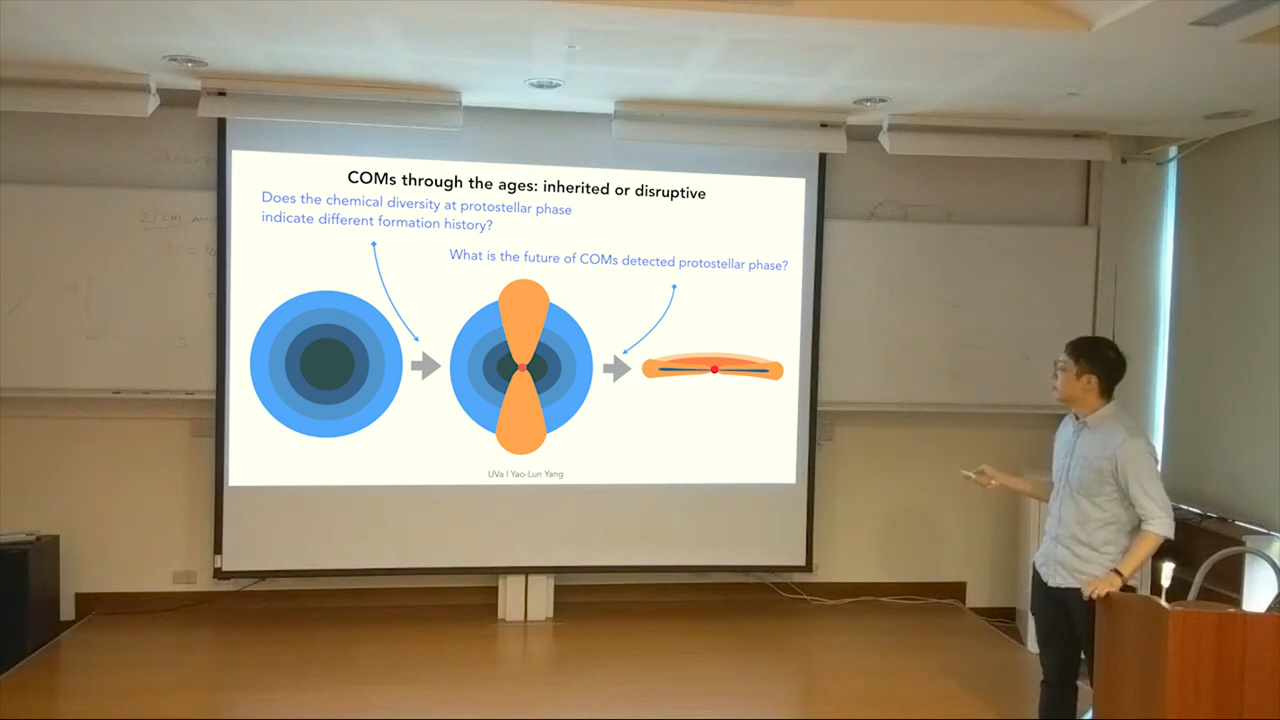 COMs through the ages: inherited or disruptive
Does the chemical diversity at protostellar phase
indicate different formation history?
What is the future of COMs detected protostellar phase?
UVa | Yao-Lun Yang